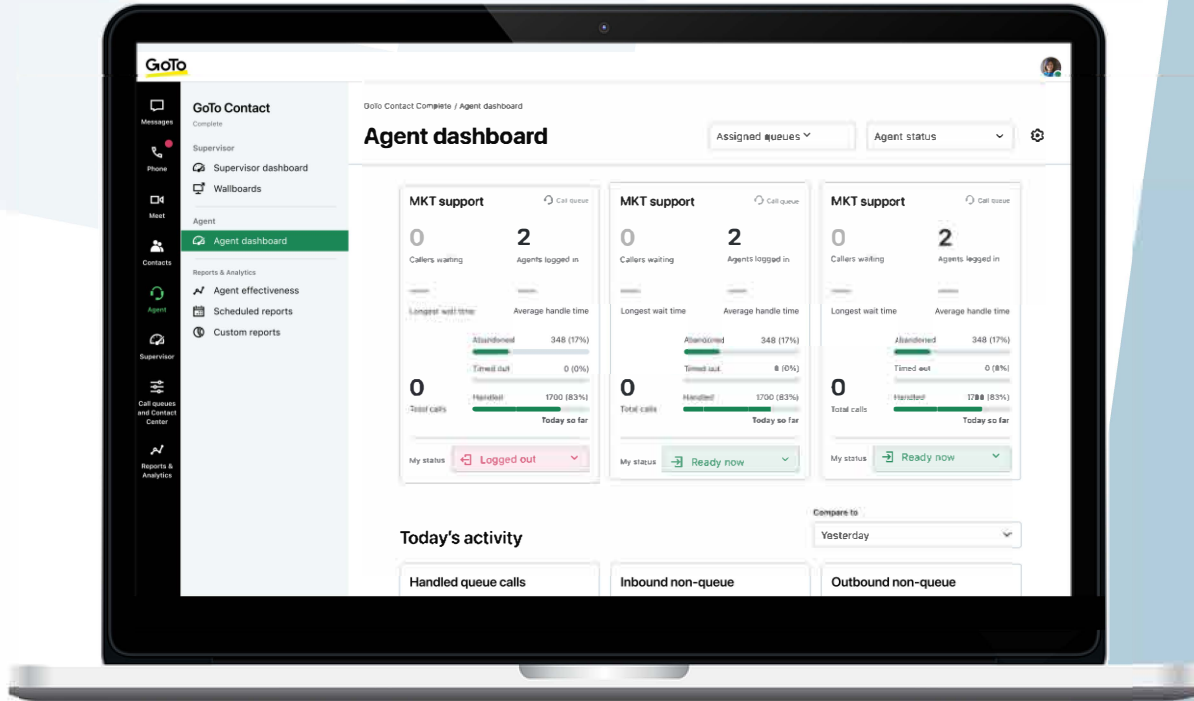 GoTo
Messages
Phone
Meet
Contacts
Agent
Supervisor
Call queues
and Contact
Center
Reports &
Analytics
GoTo Contact
Complete
Supervisor
Supervisor dashboard
Wallboards
Agent
Agent dashboard
Reports & Analytics
Agent effectiveness
Scheduled reports
Custom reports
GoTo Contact Complete / Agent dashboard
Agent dashboard
Assigned queues
Agent status
MKT support
Call queue
0
2
Callers waiting
Agents logged in
Longest wait time
Average handle time
Abandoned
348 (17%)
Timed out
0 (0%)
0
Handled
1700 (83%)
Total calls
Today so far
My status
Logged out
MKT support
Call queue
0
2
Callers waiting
Agents logged in
Longest wait time
Average handle time
Abandoned
348 (17%)
Timed out
(0%)
0
Handled
1700 (83%)
Total calls
Today so far
My status
Ready now
MKT support
Call queue
0
2
Callers waiting
Agents logged in
Longest wait time
Average handle time
Abandoned
348 (17%)
Timed out
0
0
Handled
(83%)
Total calls
Today so far
My status
Ready now
Today's activity
Compare to
Yesterday
Handled queue calls
Inbound non-queue
Outbound non-queue